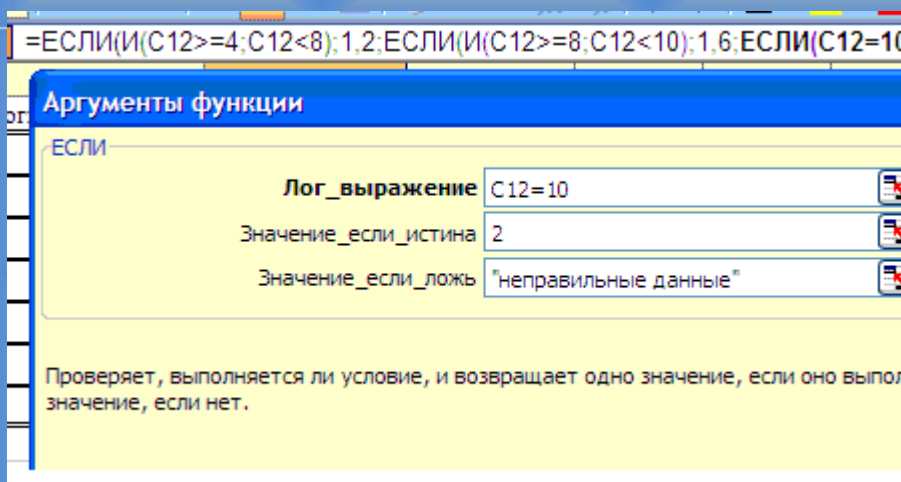 =ЕСЛИ(И(C12>=4;C12<8);1,2;ЕСЛИ(И(C12>=8;C12<10);1,6;ЕСЛИ(C12=10
Аргументы функции
ЕСЛИ
Лог_выражение C12=10
Значение_если_истина 2
Значение_если_ложь "неправильные данные"
Проверяет, выполняется ли условие, и возвращает одно значение, если оно выпол
значение, если нет.